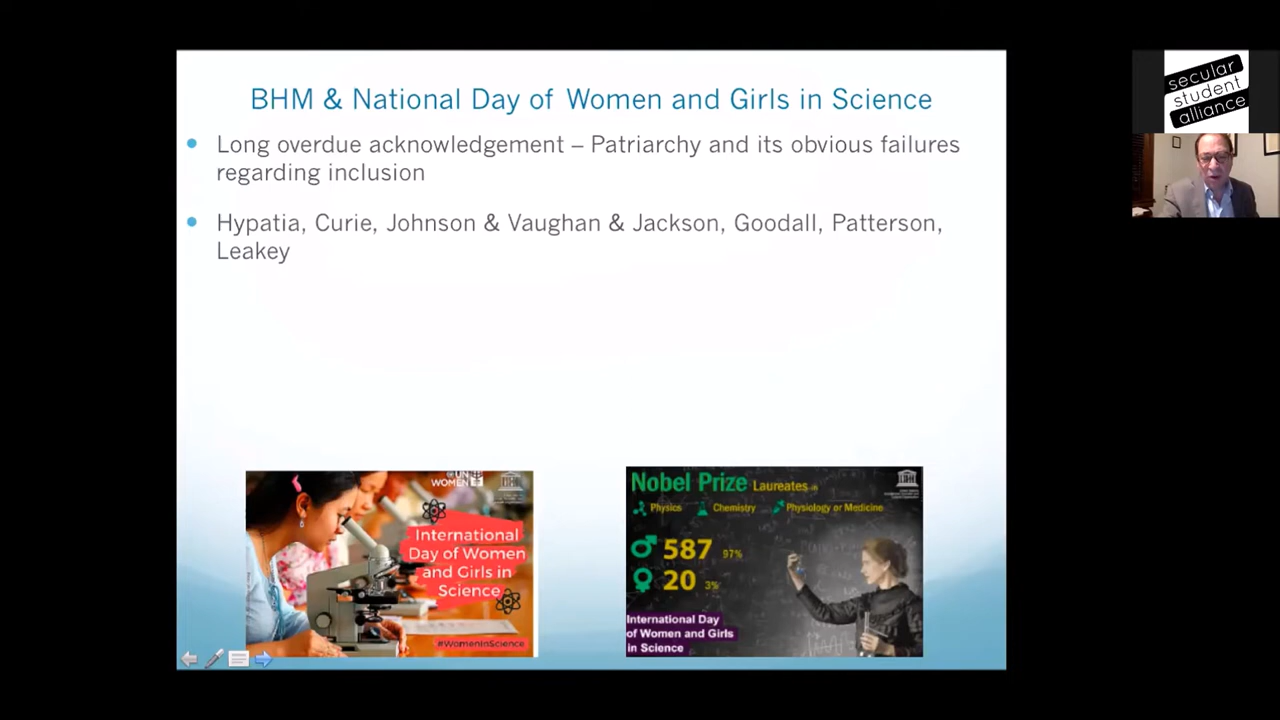 BHM & National Day of Women and Girls in Science
Long overdue acknowledgement – Patriarchy and its obvious failures
regarding inclusion
Hypatia, Curie, Johnson & Vaughan & Jackson, Goodall, Patterson,
Leakey
UN
WOMEN
International
Day of Women
and Girls in
Science
#WomenInScience
Nobel Prize Laureates
Physics Chemistry Physiology or Medicine
587 97%
20 3%
International Day
of Women and Girls
in Science
secular
student
alliance